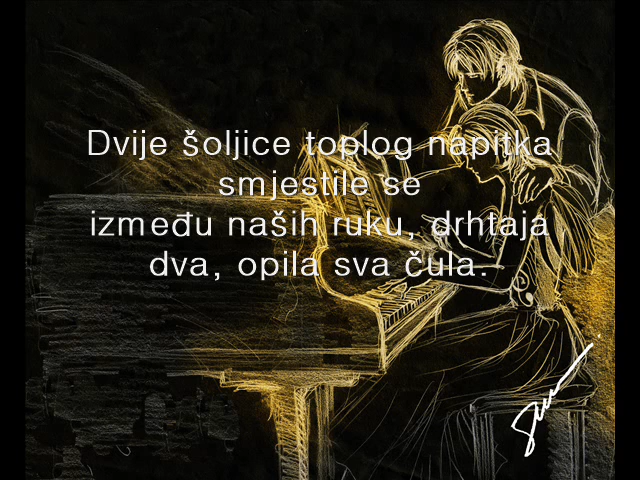 Dvije šoljice toplog napitka
smjestile se
između naših ruku, drhtaja
dva, opila sva čula.